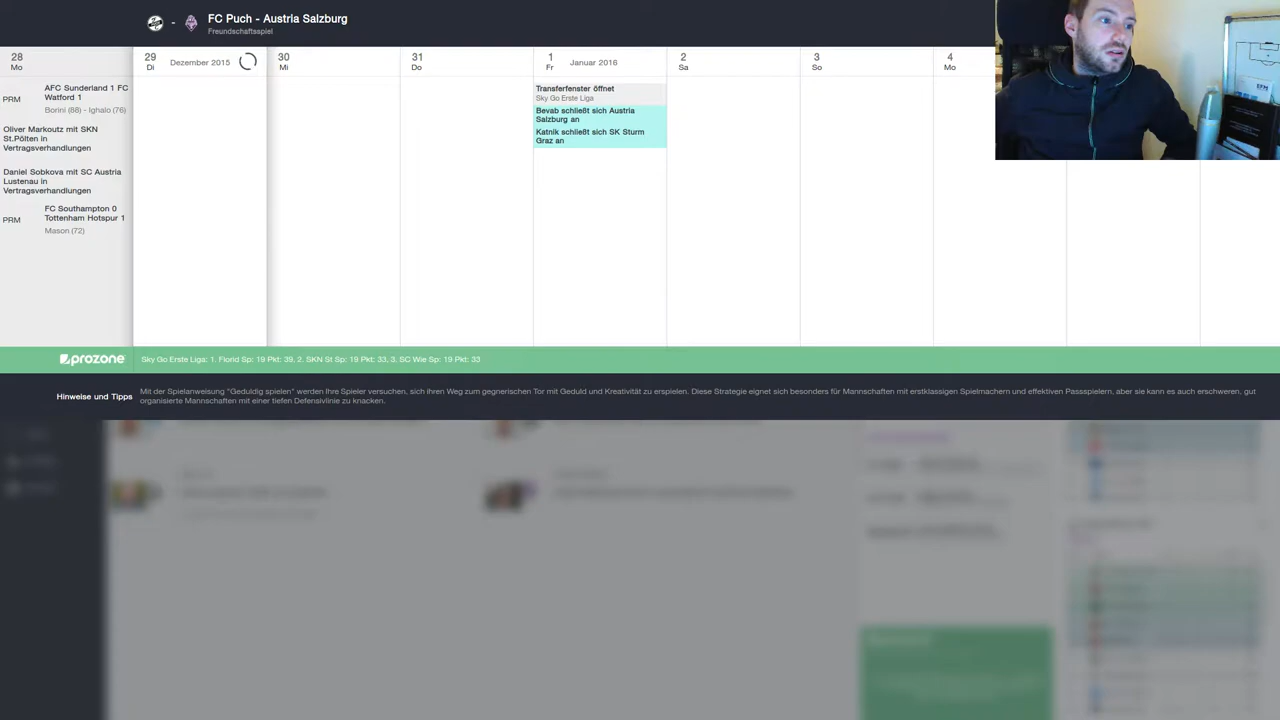 FC Puch - Austria Salzburg
Freundschaftsspiel
28
Mo
29
Di
Dezember 2015
30
Mi
31
Do
1
Fr
Januar 2016
2
Sa
3
So
4
Mo
PRM
AFC Sunderland 1 FC
Watford 1
Borini (88) - Ighalo (76)
Oliver Markoutz mit SKN
St.Pölten in
Vertragsverhandlungen
Daniel Sobkova mit SC Austria
Lustenau in
Vertragsverhandlungen
PRM
FC Southampton 0
Tottenham Hotspur 1
Mason (72)
Transferfenster öffnet
Sky Go Erste Liga
Bevab schließt sich Austria
Salzburg an
Katnik schließt sich SK Sturm
Graz an
prozone
Sky Go Erste Liga: 1. Florid Sp: 19 Pkt: 39, 2. SKN St Sp: 19 Pkt: 33, 3. SC Wie Sp: 19 Pkt: 33
Hinweise und Tipps
Mit der Spielanweisung "Geduldig spielen" werden Ihre Spieler versuchen, sich ihren Weg zum gegnerischen Tor mit Geduld und Kreativität zu erspielen. Diese Strategie eignet sich besonders für Mannschaften mit erstklassigen Spielmachern und effektiven Passspielern, aber sie kann es auch erschweren, gut
organisierte Mannschaften mit einer tiefen Defensivlinie zu knacken.